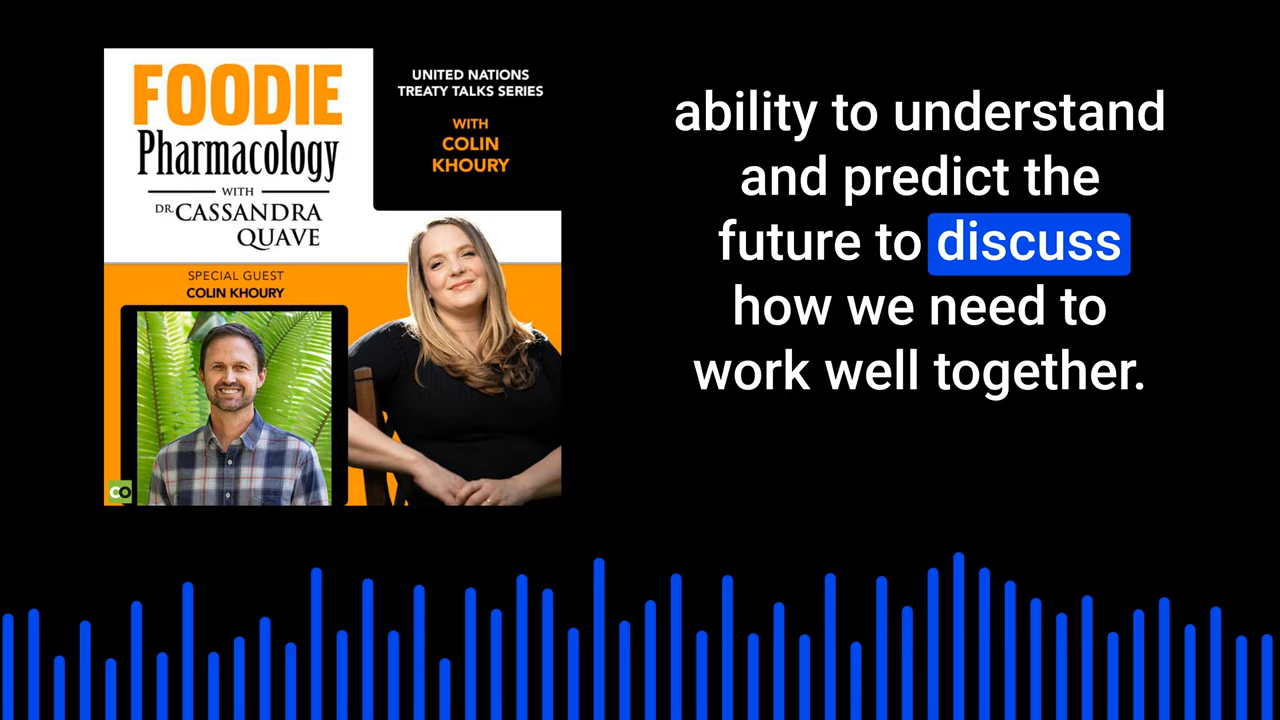 FOODIE
Pharmacology
WITH
DR. CASSANDRA
QUAVE
UNITED NATIONS
TREATY TALKS SERIES
WITH
COLIN
KHOURY
SPECIAL GUEST
COLIN KHOURY
CO
ability to understand
and predict the
future to discuss
how we need to
work well together.